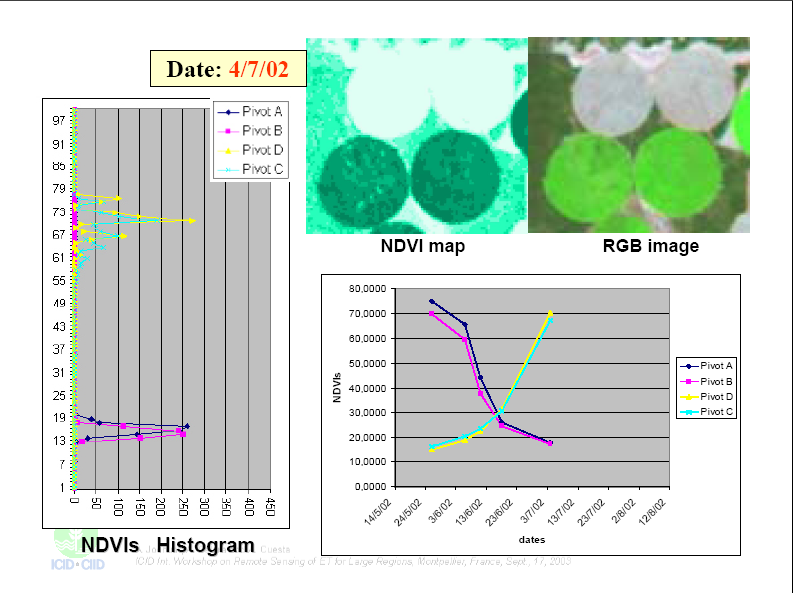 Date: 4/7/02
Pivot A
Pivot B
Pivot D
Pivot C
97
91
85
79
73
67
61
55
49
43
37
31
25
19
13
7
1
0
50
100
150
200
250
300
350
400
450
NDVIs Histogram
NDVI map
RGB image
80,0000
70,0000
60,0000
50,0000
40,0000
30,0000
20,0000
10,0000
0,0000
NDVIs
14/5/02
24/5/02
3/6/02
13/6/02
23/6/02
3/7/02
13/7/02
23/7/02
2/8/02
12/8/02
dates
Pivot A
Pivot B
Pivot D
Pivot C
Cuesta
ICID Int. Workshop on Remote Sensing of ET for Large Regions, Montpellier, France, Sept., 17, 2003
ICID•CIID